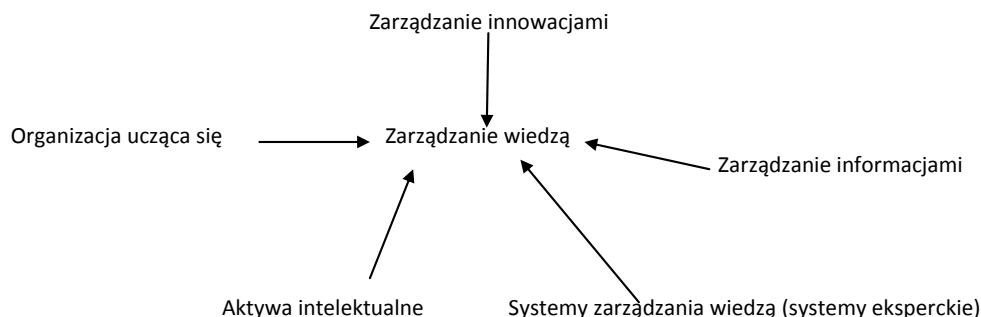 Zarządzanie innowacjami
Organizacja ucząca się
Zarządzanie wiedzą
Zarządzanie informacjami
Aktywa intelektualne
Systemy zarządzania wiedzą (systemy eksperckie)